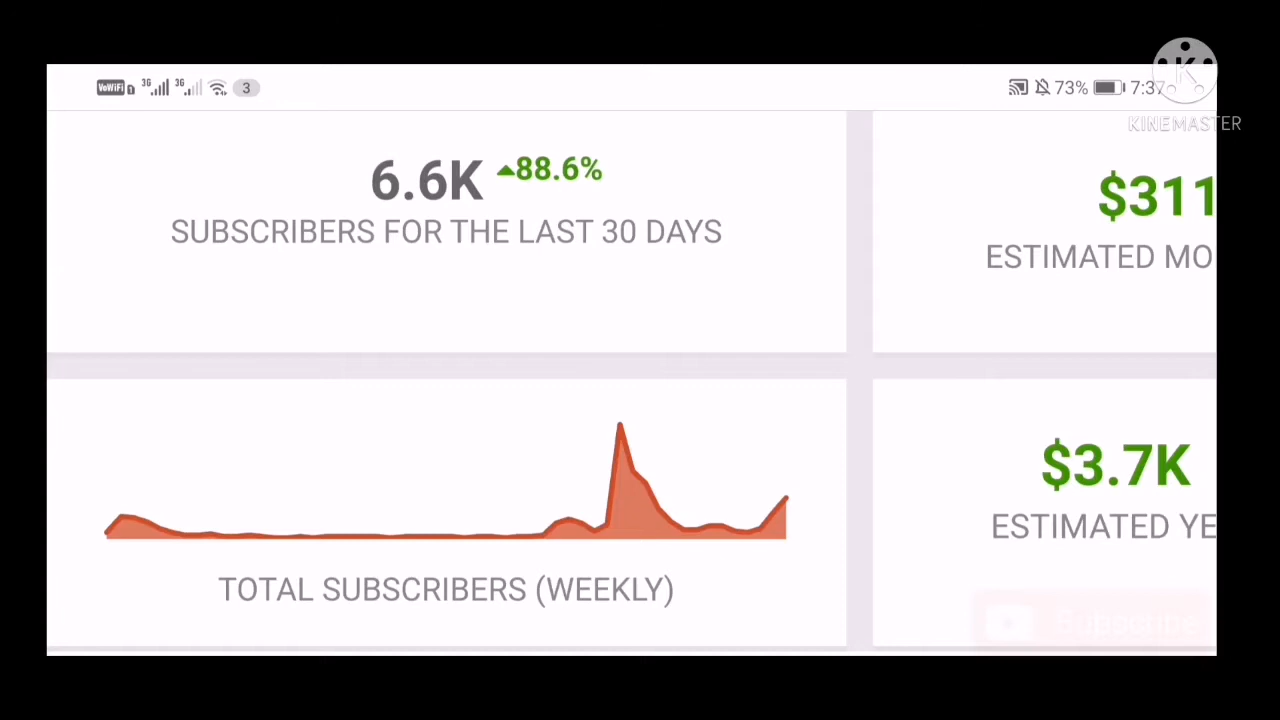 VoWiFi 3G 3G 3
73% 7:37
KINEMASTER
6.6K 88.6%
SUBSCRIBERS FOR THE LAST 30 DAYS
$311
ESTIMATED MO
TOTAL SUBSCRIBERS (WEEKLY)
$3.7K
ESTIMATED YE